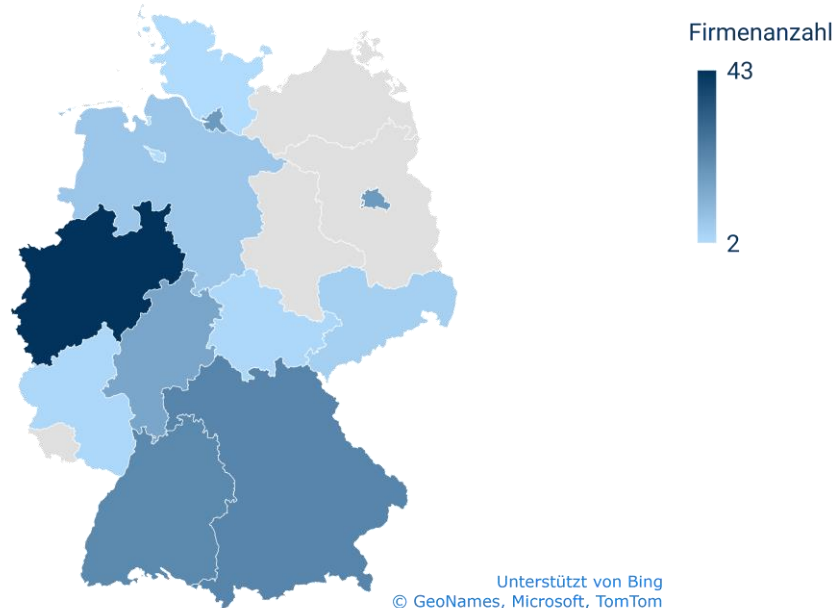 Firmenanzahl
43
2
Unterstützt von Bing
© GeoNames, Microsoft, TomTom